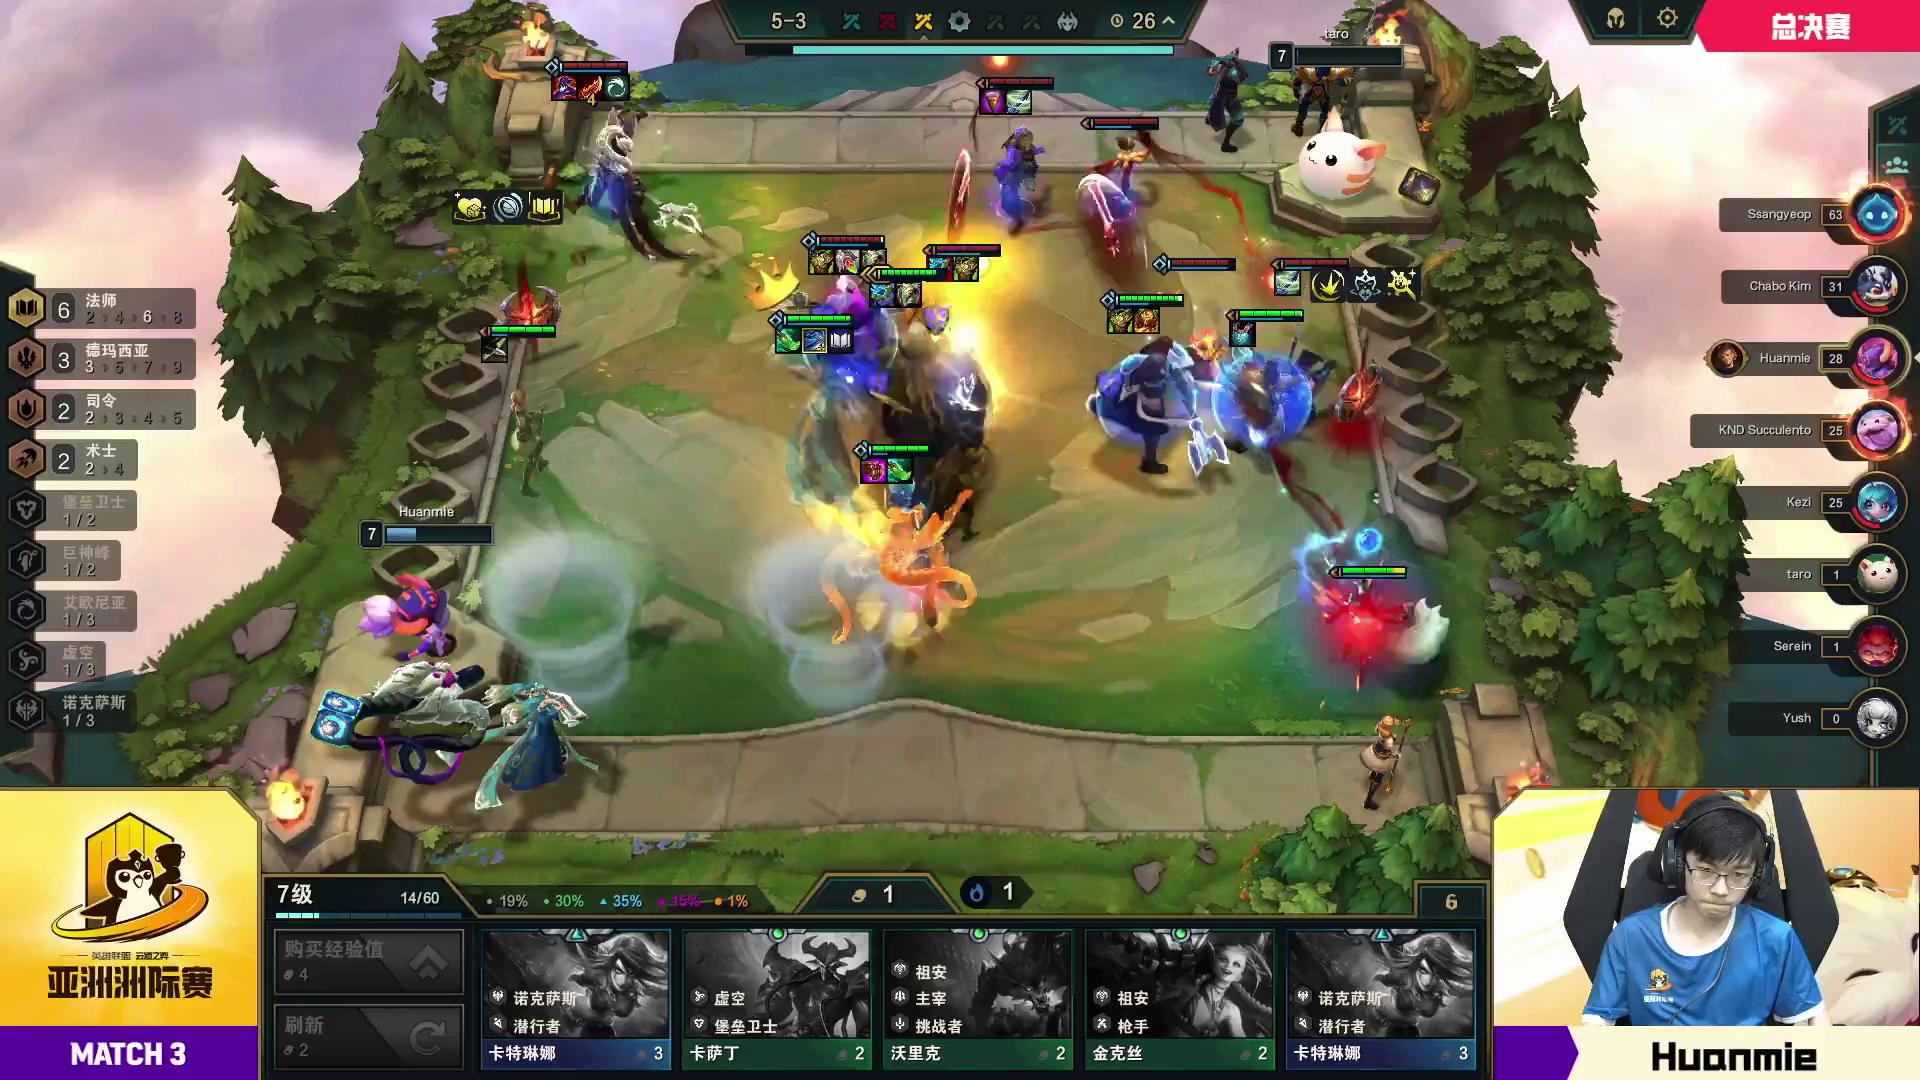 5-3
26
总决赛
taro
7
4
Ssangyeop 63
Chabo Kim 31
Huanmie 28
KND Succulento 25
Kezi 25
taro 1
Serein 1
Yush 0
6 法师
2 › 4 › 6 › 8
3 德玛西亚
3 › 5 › 7 › 9
2 司令
2 › 3 › 4 › 5
2 术士
2 › 4
堡垒卫士
1 / 2
巨神峰
1 / 2
艾欧尼亚
1 / 3
虚空
1 / 3
诺克萨斯
1 / 3
Huanmie
7
7级 14/60
19% 30% 35% 15% 1%
1
1
6
购买经验值
4
刷新
2
诺克萨斯
潜行者
卡特琳娜 3
虚空
堡垒卫士
卡萨丁 2
祖安
主宰
挑战者
沃里克 2
祖安
枪手
金克丝 2
诺克萨斯
潜行者
卡特琳娜 3
英雄联盟 云顶之弈
亚洲洲际赛
MATCH 3
Huanmie